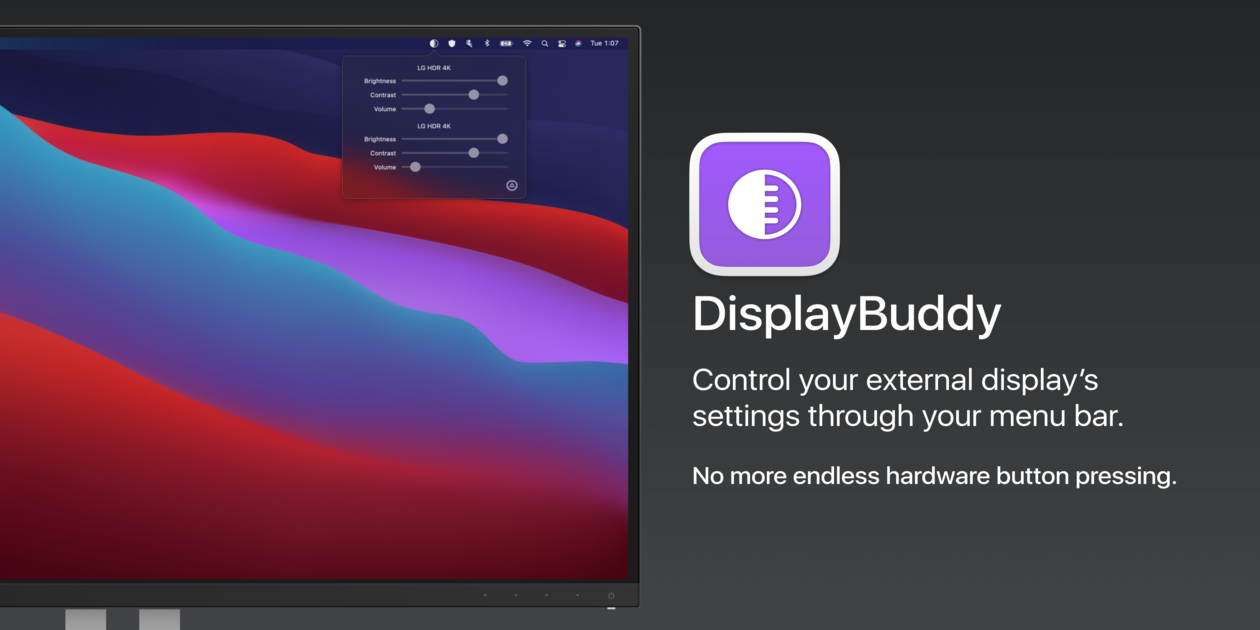 Tue 1:07
LG HDR 4K
Brightness
Contrast
Volume
LG HDR 4K
Brightness
Contrast
Volume
DisplayBuddy
Control your external display’s
settings through your menu bar.
No more endless hardware button pressing.